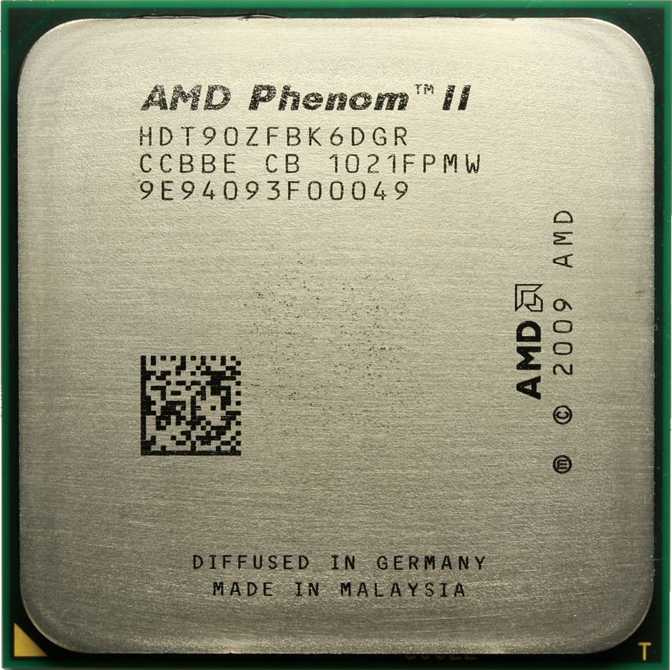 AMD Phenom™ II
HDT90ZFBK6DGR
CCBBE CB 1021FPMW
9E94093F00049
AMD
ⓜ © 2009 AMD
DIFFUSED IN GERMANY
MADE IN MALAYSIA
T